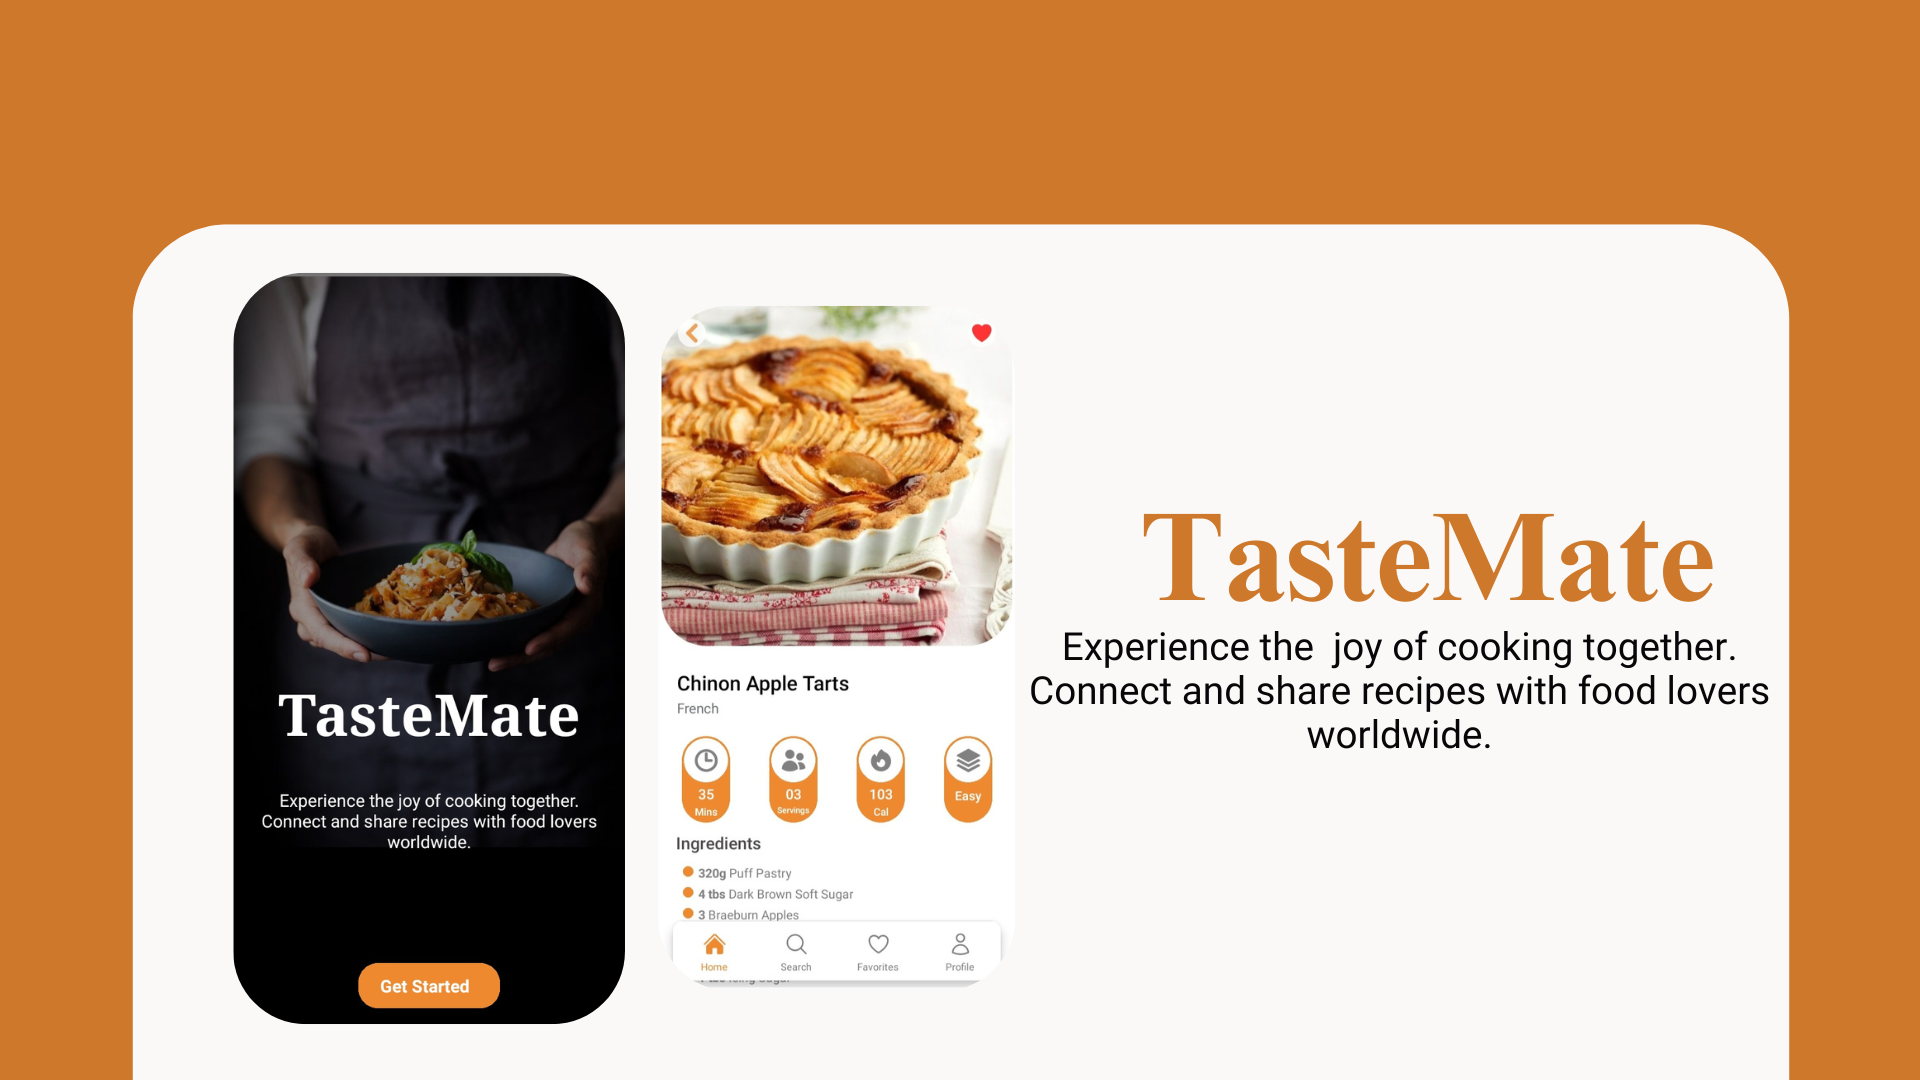 TasteMate
Experience the joy of cooking together.
Connect and share recipes with food lovers
worldwide.
Get Started
Chinon Apple Tarts
French
35
Mins
03
Servings
103
Cal
Easy
Ingredients
320g Puff Pastry
4 tbs Dark Brown Soft Sugar
3 Braeburn Apples
Home
Search
Favorites
Profile
TasteMate
Experience the  joy of cooking together.
Connect and share recipes with food lovers
worldwide.